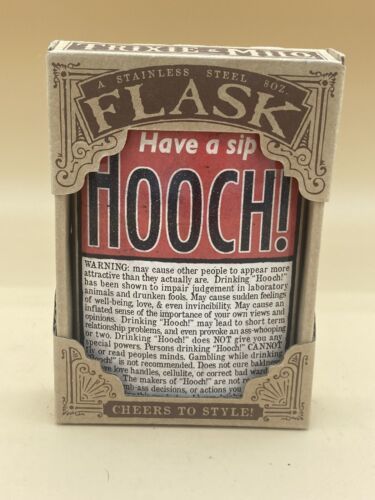 TRIXIE & MILO
A STAINLESS STEEL 8OZ.
FLASK
Have a sip
HOOCH!
WARNING: may cause other people to appear more
attractive than they actually are. Drinking "Hooch!"
has been shown to impair judgement in laboratory
animals and drunken fools. May cause sudden feelings
of well-being, love, & even invincibility. May cause an
inflated sense of the importance of your own views and
opinions. Drinking "Hooch!" may lead to short term
relationship problems, and even provoke an ass-whooping
or two. Drinking "Hooch!" does NOT give you any
special powers. Persons drinking "Hooch!" CANNOT
fly or read peoples minds. Gambling while drinking
"Hooch!" is not recommended. Does not cure baldness,
love handles, cellulite, or correct bad
The makers of "Hooch!" are not
decisions, or actions you
CHEERS TO STYLE!